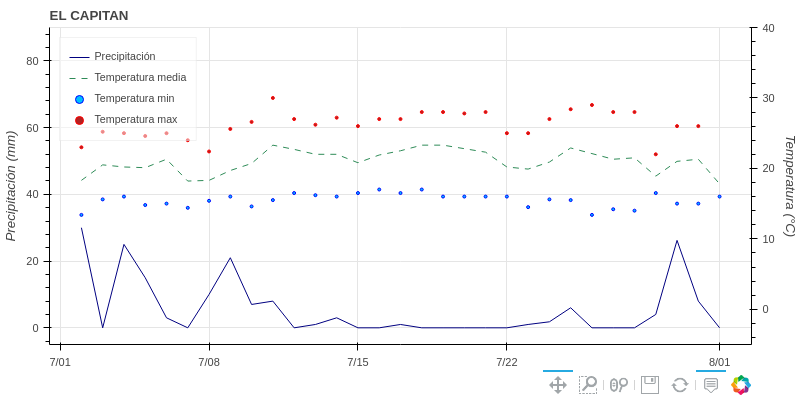 EL CAPITAN
Precipitación
Temperatura media
Temperatura min
Temperatura max
Precipitación (mm)
80
60
40
20
0
Temperatura (°C)
40
30
20
10
0
7/01
7/08
7/15
7/22
8/01